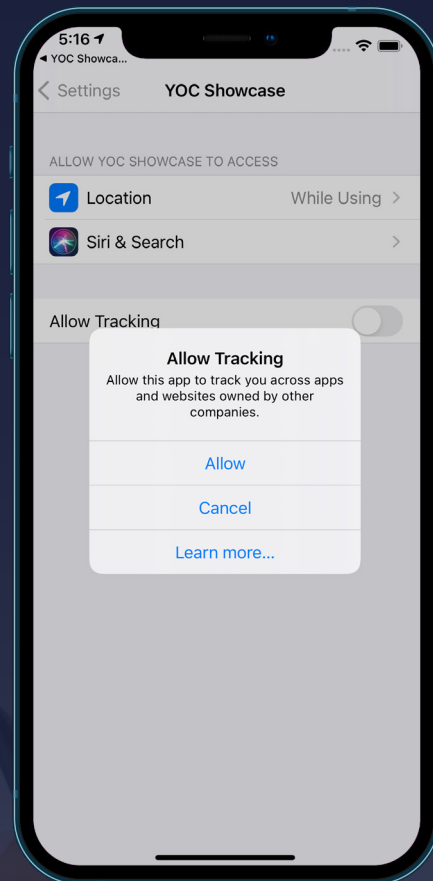 5:16
YOC Showca...
Settings
YOC Showcase
ALLOW YOC SHOWCASE TO ACCESS
Location
While Using
Siri & Search
Allow Tracking
Allow Tracking
Allow this app to track you across apps
and websites owned by other
companies.
Allow
Cancel
Learn more...